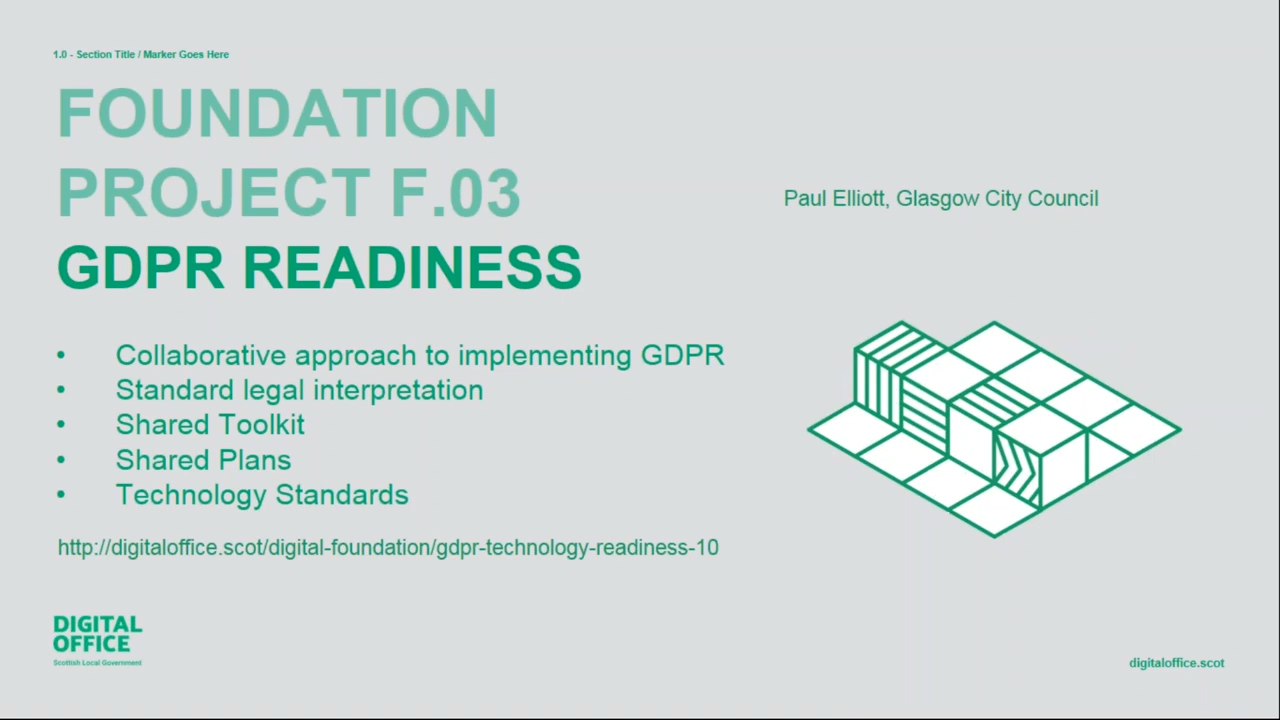 1.0 - Section Title / Marker Goes Here
FOUNDATION
PROJECT F.03
GDPR READINESS
Paul Elliott, Glasgow City Council
• Collaborative approach to implementing GDPR
• Standard legal interpretation
• Shared Toolkit
• Shared Plans
• Technology Standards
http://digitaloffice.scot/digital-foundation/gdpr-technology-readiness-10
DIGITAL
OFFICE
Scottish Local Government
digitaloffice.scot